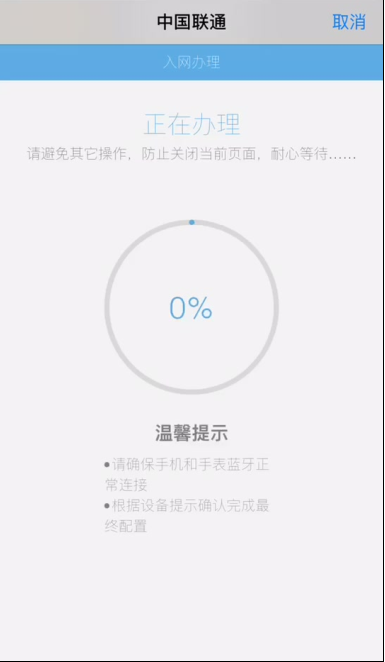 中国联通 取消
入网办理
正在办理
请避免其它操作，防止关闭当前页面，耐心等待......
0%
温馨提示
●请确保手机和手表蓝牙正
常连接
●根据设备提示确认完成最
终配置